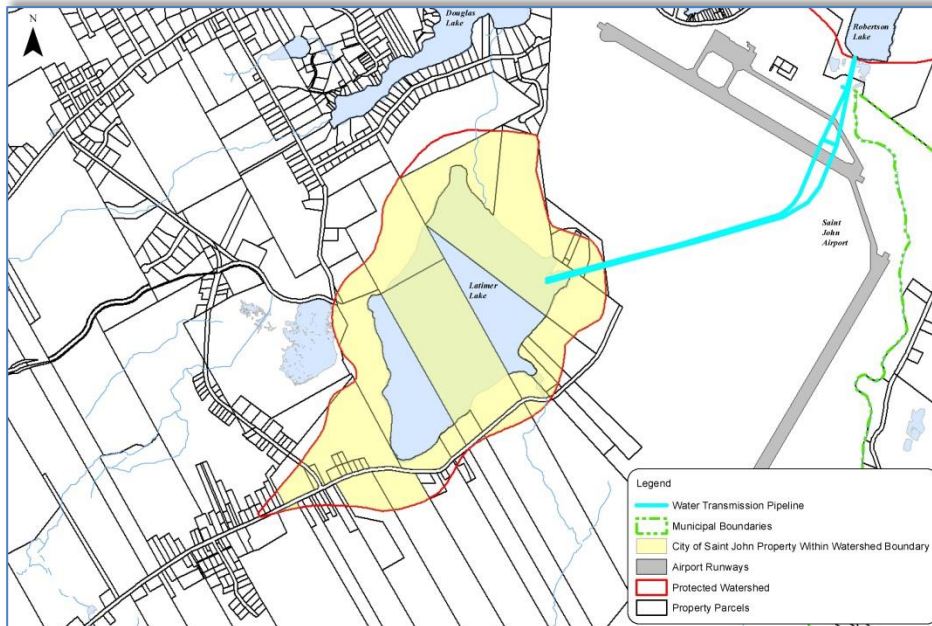 N
Douglas
Lake
Robertson
Lake
Latimer
Lake
Saint
John
Airport
Legend
Water Transmission Pipeline
Municipal Boundaries
City of Saint John Property Within Watershed Boundary
Airport Runways
Protected Watershed
Property Parcels